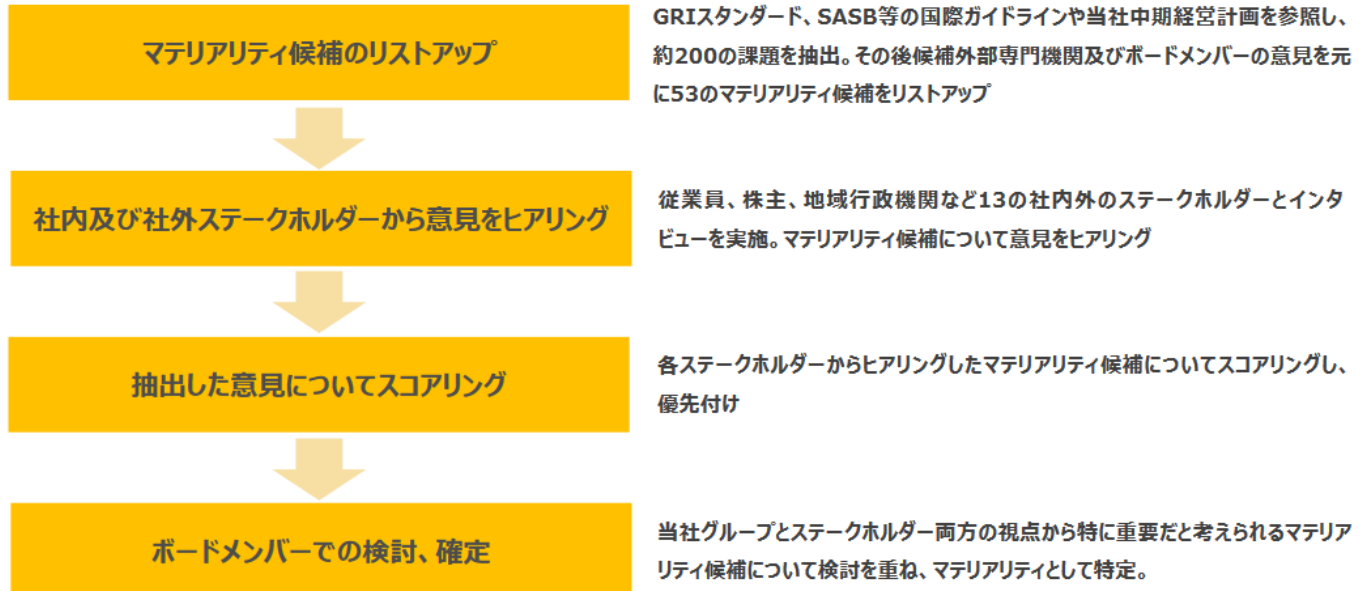 マテリアリティ候補のリストアップ
GRIスタンダード、SASB等の国際ガイドラインや当社中期経営計画を参照し、
約200の課題を抽出。その後候補外部専門機関及びボードメンバーの意見を元
に53のマテリアリティ候補をリストアップ
社内及び社外ステークホルダーから意見をヒアリング
従業員、株主、地域行政機関など13の社内外のステークホルダーとインタ
ビューを実施。マテリアリティ候補について意見をヒアリング
抽出した意見についてスコアリング
各ステークホルダーからヒアリングしたマテリアリティ候補についてスコアリングし、
優先付け
ボードメンバーでの検討、確定
当社グループとステークホルダー両方の視点から特に重要だと考えられるマテリア
リティ候補について検討を重ね、マテリアリティとして特定。